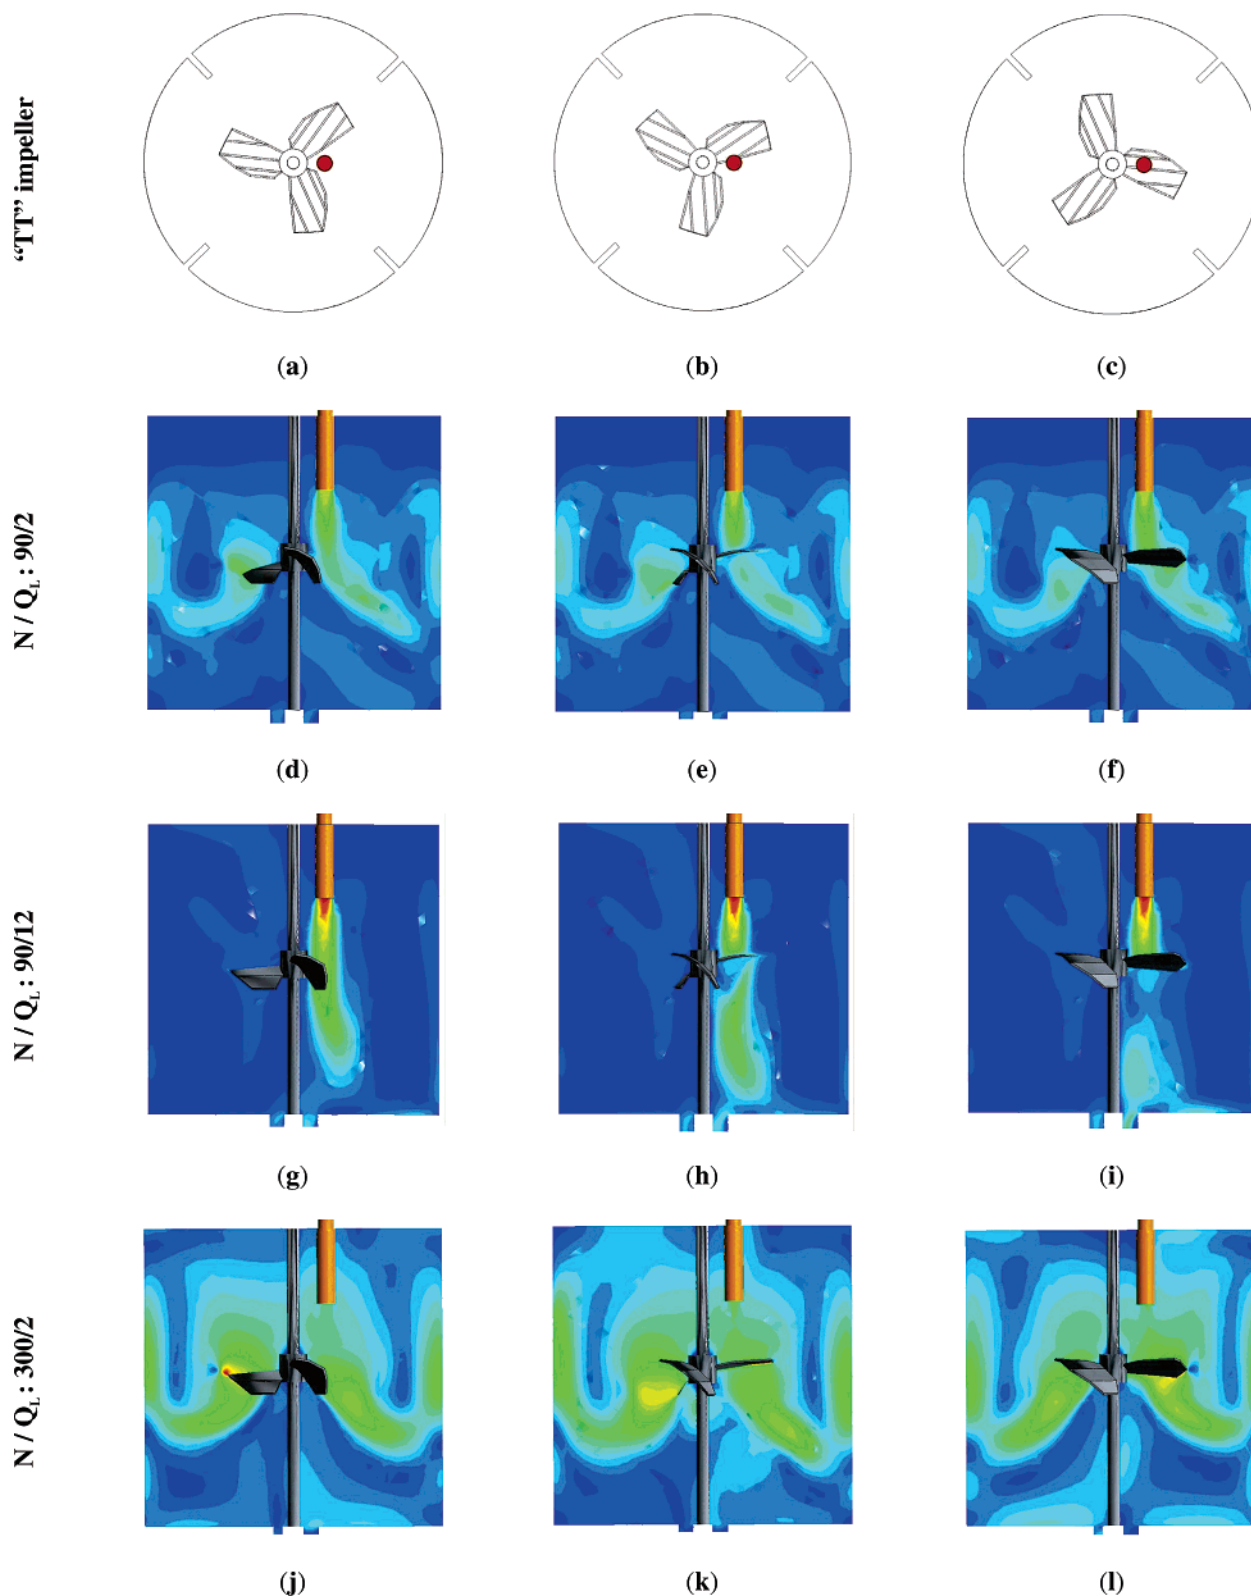 “TT” impeller
(a) (b) (c)
N / Q_L : 90/2
(d) (e) (f)
N / Q_L : 90/12
(g) (h) (i)
N / Q_L : 300/2
(j) (k) (l)